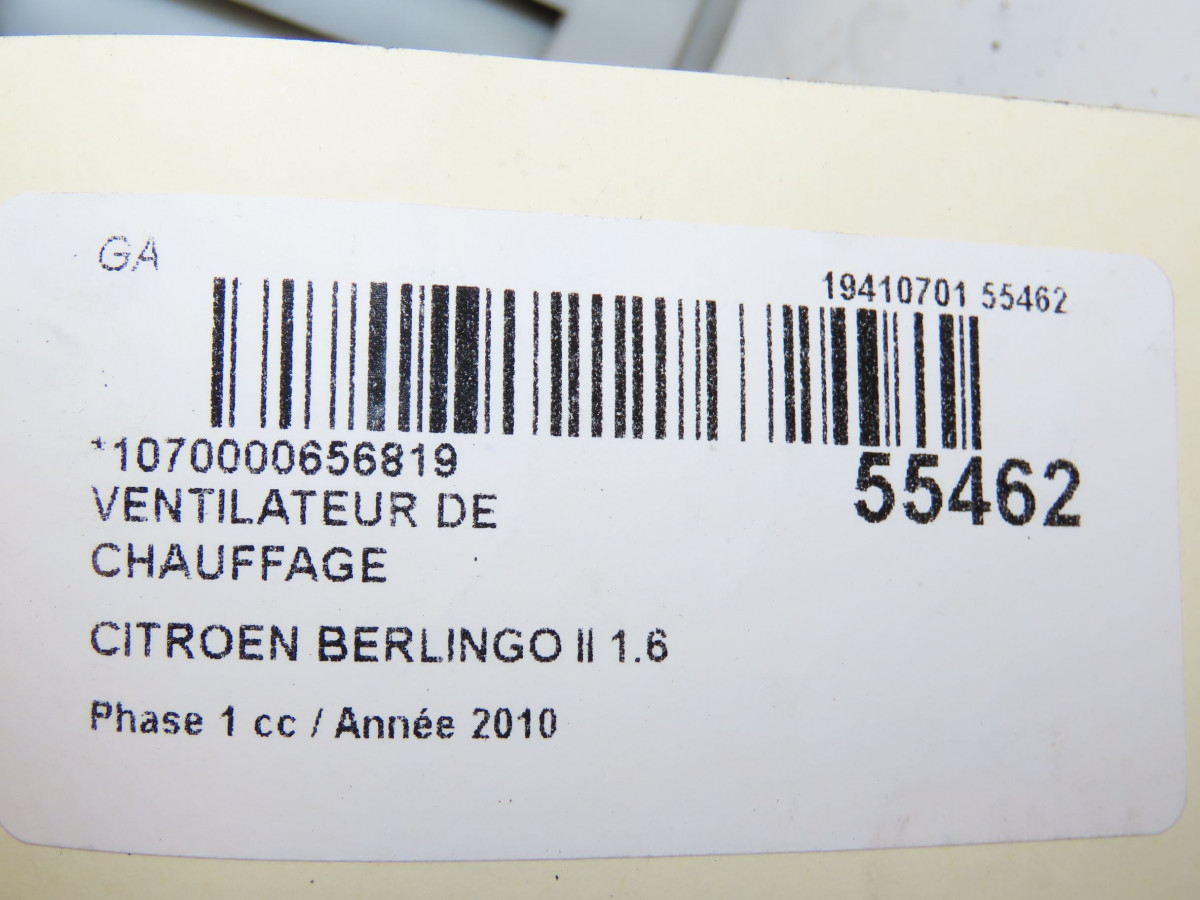 GA
19410701 55462
*1070000656819
55462
VENTILATEUR DE
CHAUFFAGE
CITROEN BERLINGO II 1.6
Phase 1 cc / Année 2010